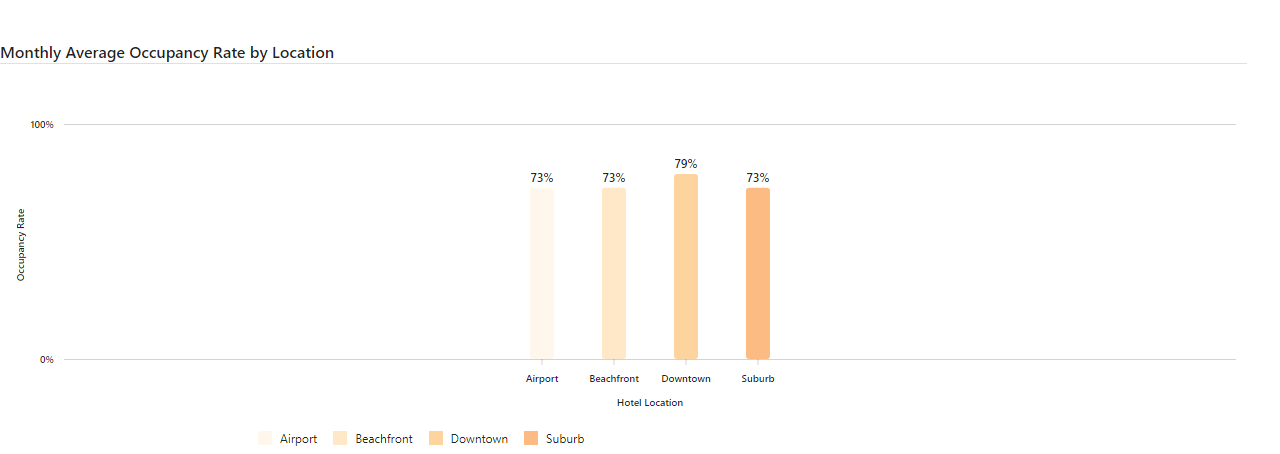 Monthly Average Occupancy Rate by Location
100%
79%
73% 73% 73%
Occupancy Rate
0%
Airport Beachfront Downtown Suburb
Hotel Location
Airport Beachfront Downtown Suburb